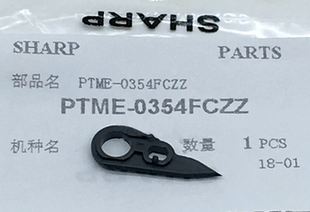 SHARP
SHARP PARTS
部品名 PTME-0354FCZZ
PTME-0354FCZZ
机种名 数量 1 PCS
18-01